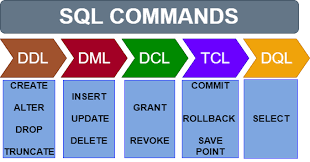 SQL COMMANDS
DDL
DML
DCL
TCL
DQL
CREATE
ALTER
DROP
TRUNCATE
INSERT
UPDATE
DELETE
GRANT
REVOKE
COMMIT
ROLLBACK
SAVE
POINT
SELECT